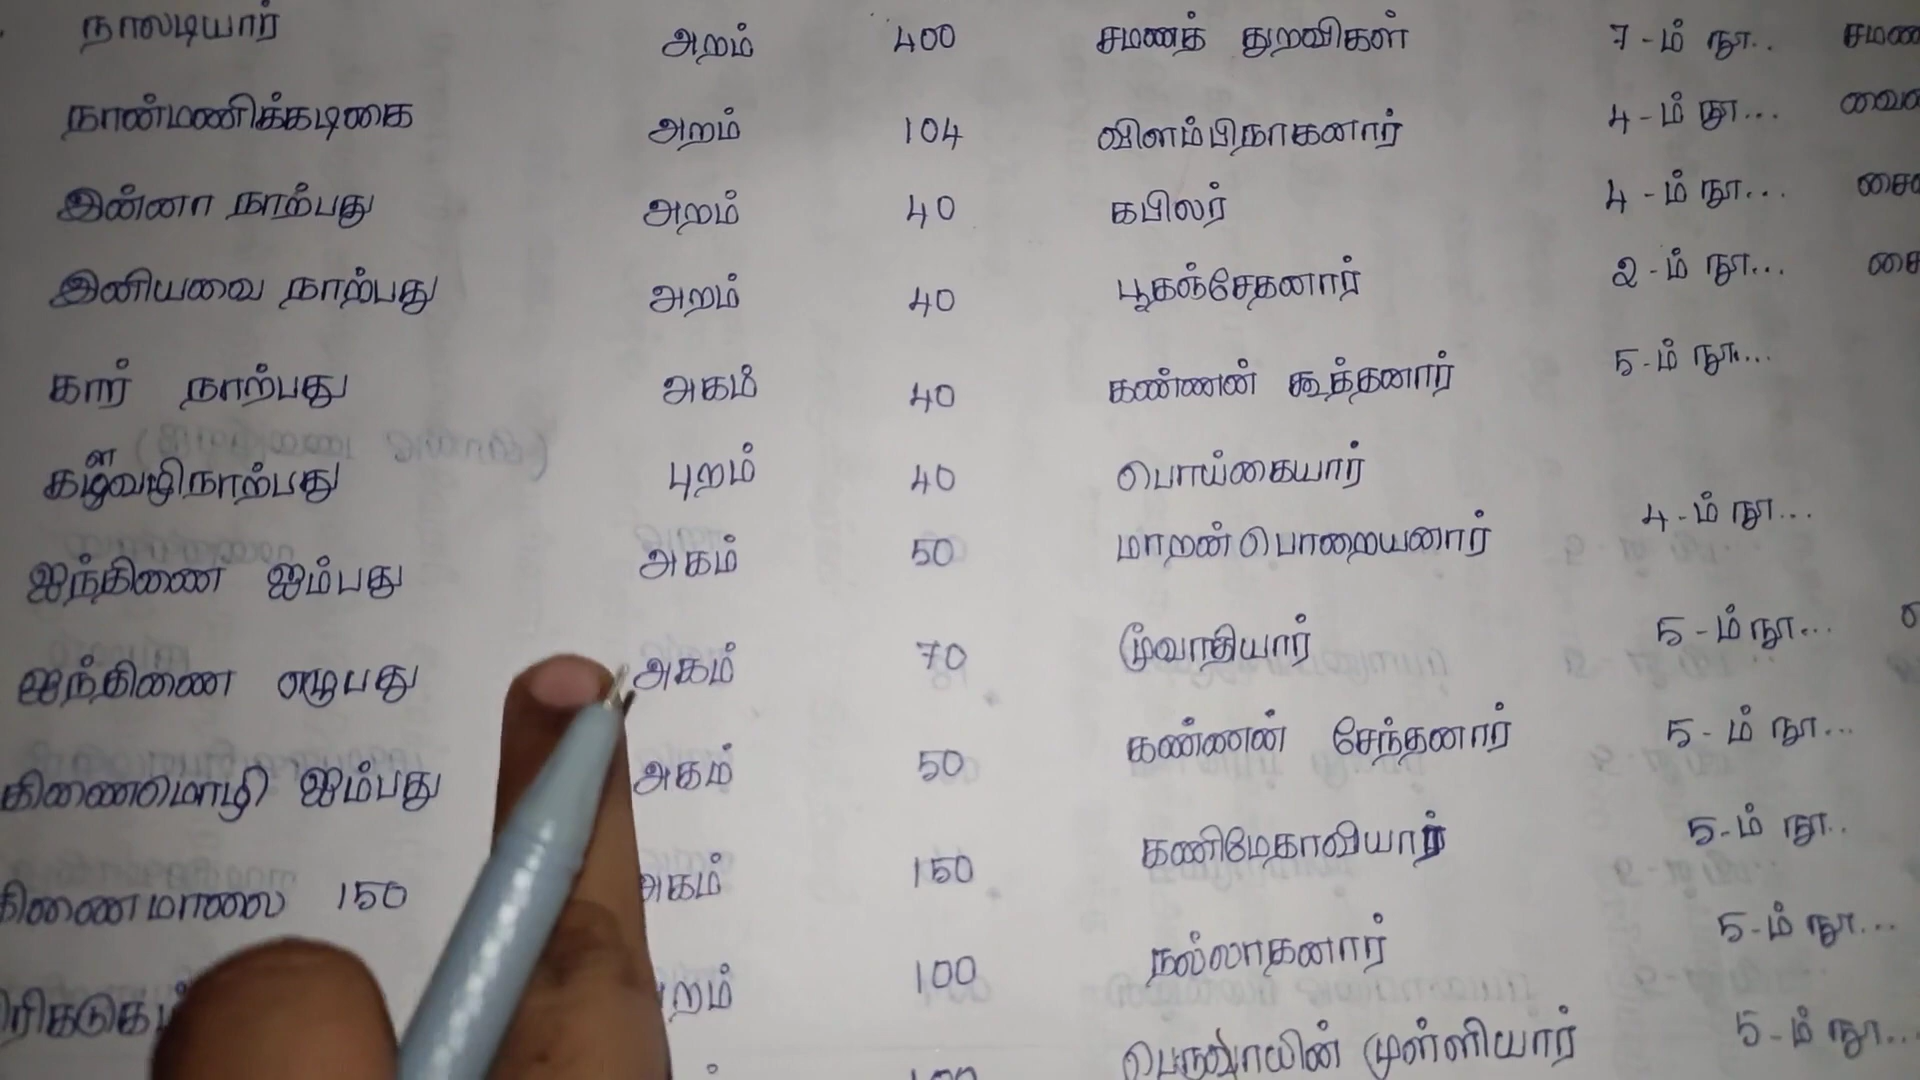 நாலடியார் அறம் 400 சமணத் துறவிகள் 7-ம் நூ.. சமண
நான்மணிக்கடிகை அறம் 104 விளம்பிநாகனார் 4-ம் நூ...
இன்னா நாற்பது அறம் 40 கபிலர் 4-ம் நூ...
இனியவை நாற்பது அறம் 40 பூதஞ்சேதனார் 2-ம் நூ...
கார் நாற்பது அகம் 40 கண்ணன் கூத்தனார் 5-ம் நூ...
களவழிநாற்பது புறம் 40 பொய்கையார்
ஐந்திணை ஐம்பது அகம் 50 மாறன் பொறையனார் 4-ம் நூ...
ஐந்திணை எழுபது அகம் 70 மூவாதியார் 5-ம் நூ...
திணைமொழி ஐம்பது அகம் 50 கண்ணன் சேந்தனார் 5-ம் நூ...
திணைமாலை 150 அகம் 150 கணிமேதாவியார் 5-ம் நூ..
றம் 100 நல்லாதனார் 5-ம் நூ...
100 பெருவாயின் முள்ளியார் 5-ம் நூ...